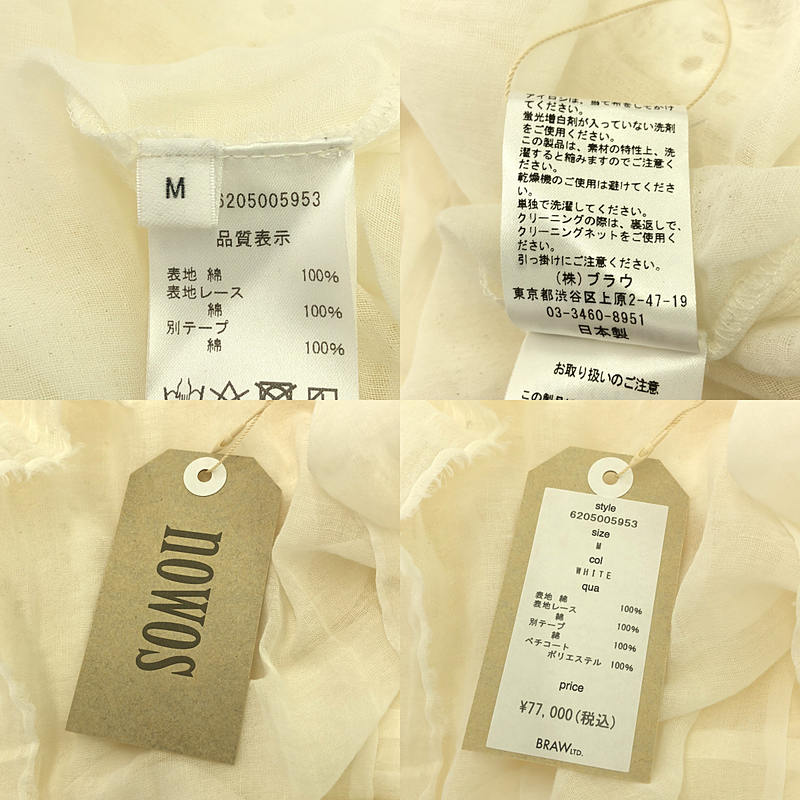 M
6205005953
品質表示
表地 綿 100%
表地レース
綿 100%
別テープ
綿 100%
てください。
蛍光増白剤が入っていない洗剤
をご使用ください。
この製品は、素材の特性上、洗
濯すると縮みますのでご注意く
ださい。
乾燥機のご使用は避けてくださ
い。
単独で洗濯してください。
クリーニングの際は、裏返しで、
クリーニングネットをご使用く
ださい。
引っ掛けにご注意ください。
(株)ブラウ
東京都渋谷区上原2-47-19
03-3460-8951
日本製
お取り扱いのご注意
この製品
nowos
style
6205005953
size
M
col
WHITE
qua
表地 綿 100%
表地レース
綿 100%
別テープ
綿 100%
ペチコート
ポリエステル 100%
price
¥77,000(税込)
BRAW LTD.